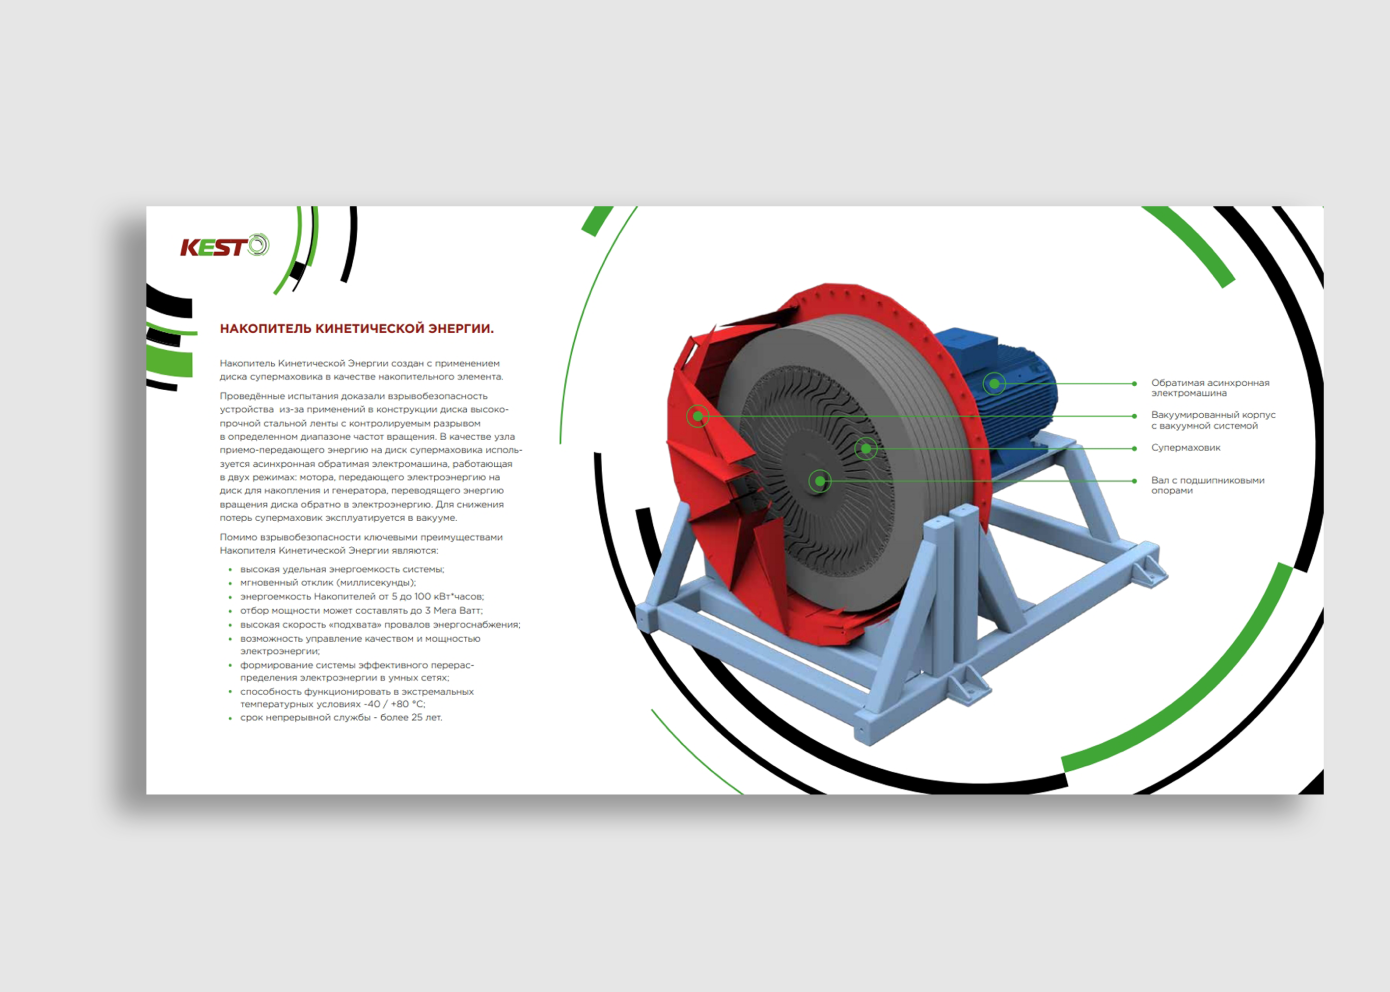 KEST
НАКОПИТЕЛЬ КИНЕТИЧЕСКОЙ ЭНЕРГИИ.
Накопитель Кинетической Энергии создан с применением
диска супермаховика в качестве накопительного элемента.
Проведённые испытания доказали взрывобезопасность
устройства из-за применений в конструкции диска высоко-
прочной стальной ленты с контролируемым разрывом
в определенном диапазоне частот вращения. В качестве узла
приемо-передающего энергию на диск супермаховика исполь-
зуется асинхронная обратимая электромашина, работающая
в двух режимах: мотора, передающего электроэнергию на
диск для накопления и генератора, переводящего энергию
вращения диска обратно в электроэнергию. Для снижения
потерь супермаховик эксплуатируется в вакууме.
Помимо взрывобезопасности ключевыми преимуществами
Накопителя Кинетической Энергии являются:
• высокая удельная энергоемкость системы;
• мгновенный отклик (миллисекунды);
• энергоемкость Накопителей от 5 до 100 кВт*часов;
• отбор мощности может составлять до 3 Мега Ватт;
• высокая скорость «подхвата» провалов энергоснабжения;
• возможность управление качеством и мощностью
электроэнергии;
• формирование системы эффективного перерас-
пределения электроэнергии в умных сетях;
• способность функционировать в экстремальных
температурных условиях -40 / +80 °C;
• срок непрерывной службы - более 25 лет.
Обратимая асинхронная
электромашина
Вакуумированный корпус
с вакуумной системой
Супермаховик
Вал с подшипниковыми
опорами